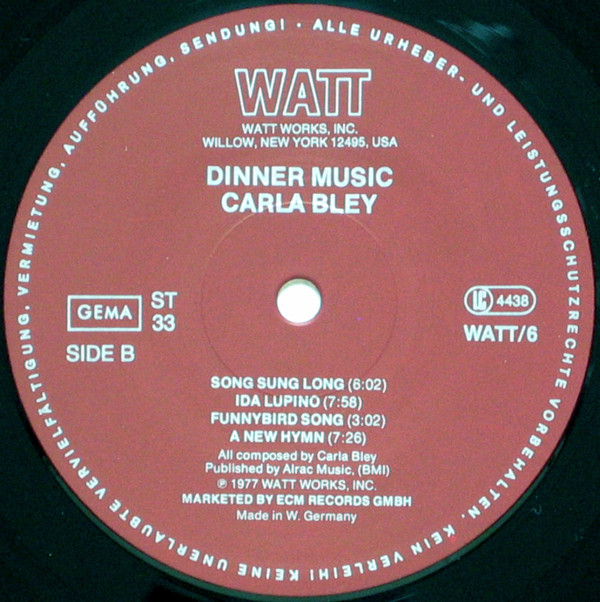 ALLE URHEBER- UND LEISTUNGSSCHUTZRECHTE VORBEHALTEN. KEIN VERLEIH! KEINE UNERLAUBTE VERVIELFÄLTIGUNG, VERMIETUNG, AUFFÜHRUNG, SENDUNG! •
WATT
WATT WORKS, INC.
WILLOW, NEW YORK 12495, USA
DINNER MUSIC
CARLA BLEY
GEMA
ST
33
SIDE B
LC 4438
WATT/6
SONG SUNG LONG (6:02)
IDA LUPINO (7:58)
FUNNYBIRD SONG (3:02)
A NEW HYMN (7:26)
All composed by Carla Bley
Published by Alrac Music, (BMI)
℗ 1977 WATT WORKS, INC.
MARKETED BY ECM RECORDS GMBH
Made in W. Germany